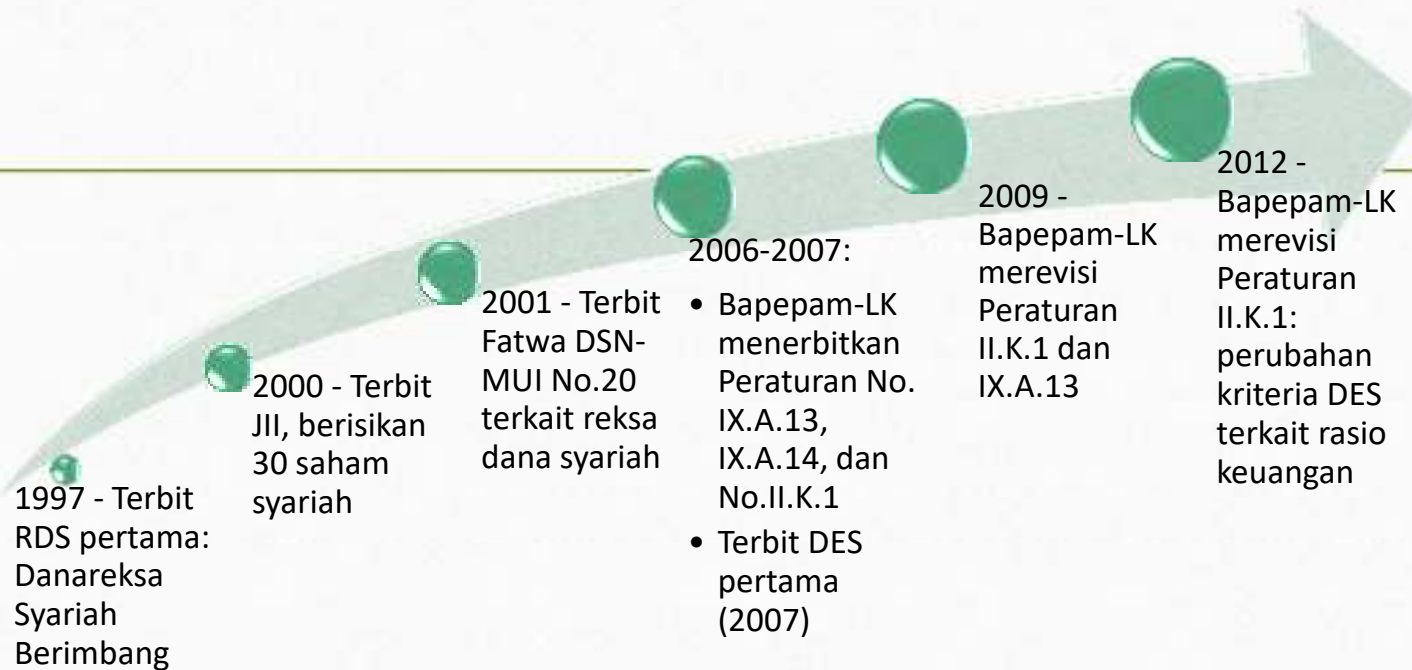 1997 - Terbit
RDS pertama:
Danareksa
Syariah
Berimbang
2000 - Terbit
JII, berisikan
30 saham
syariah
2001 - Terbit
Fatwa DSN-
MUI No.20
terkait reksa
dana syariah
2006-2007:
• Bapepam-LK
menerbitkan
Peraturan No.
IX.A.13,
IX.A.14, dan
No.II.K.1
• Terbit DES
pertama
(2007)
2009 -
Bapepam-LK
merevisi
Peraturan
II.K.1 dan
IX.A.13
2012 -
Bapepam-LK
merevisi
Peraturan
II.K.1:
perubahan
kriteria DES
terkait rasio
keuangan